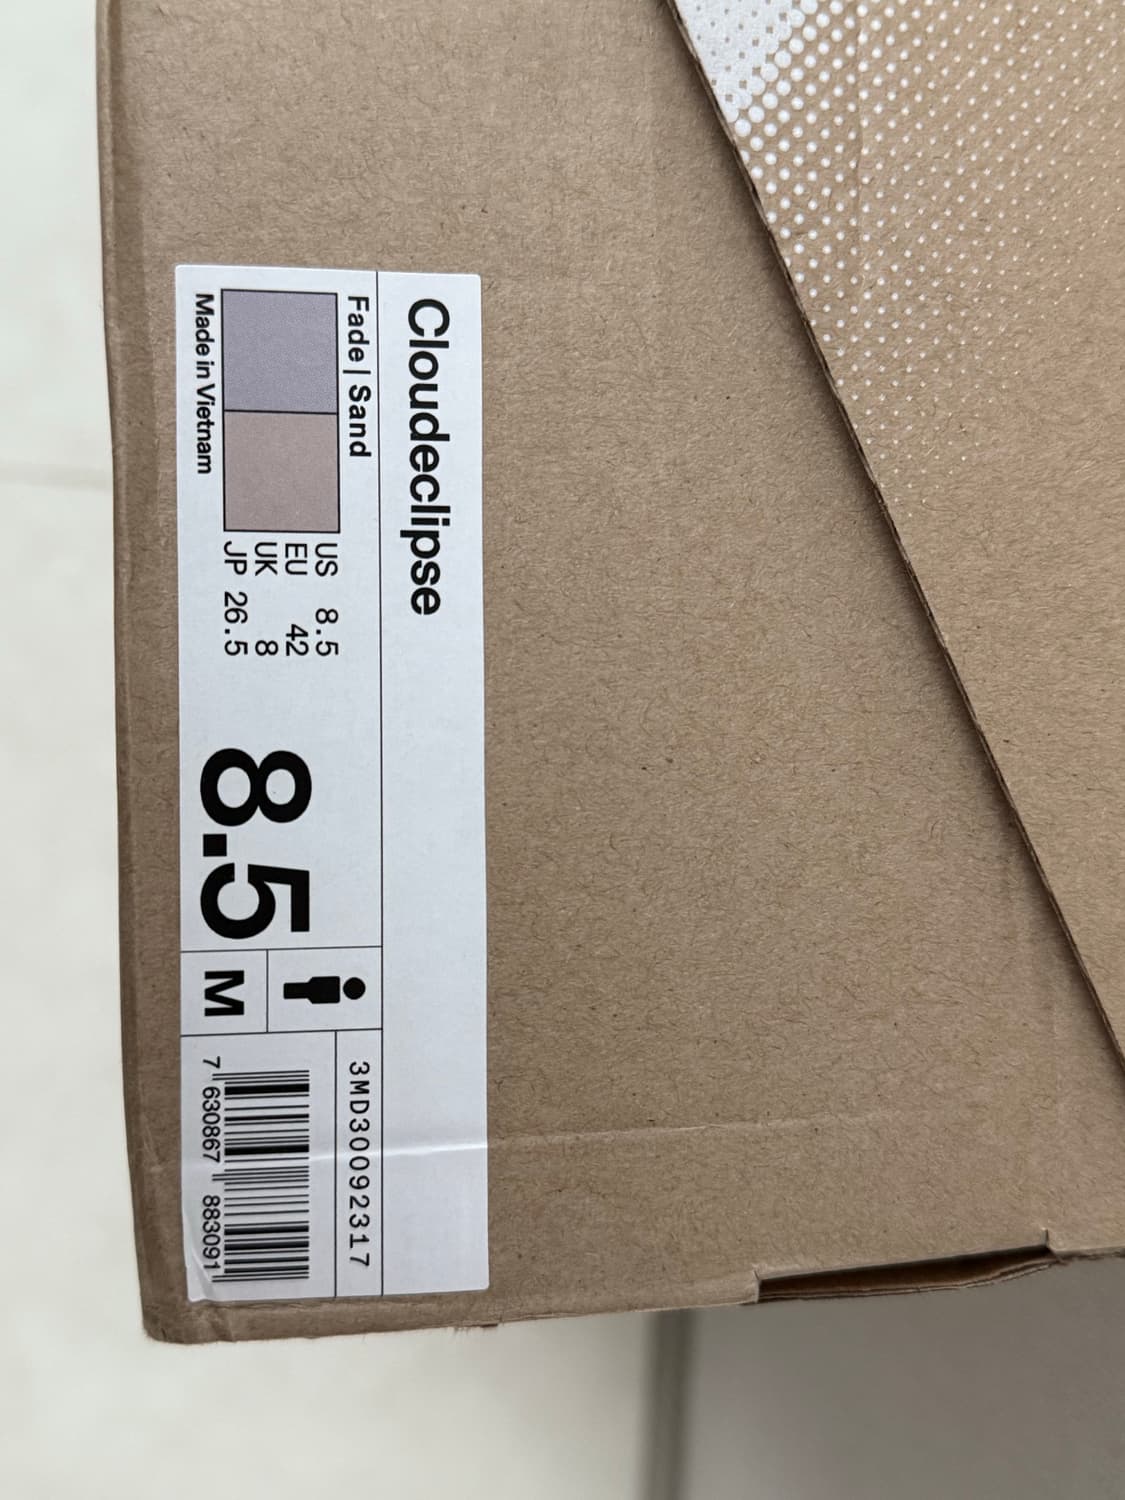 Cloudeclipse
Fade | Sand
Made in Vietnam
US 8.5
EU 42
UK 8
JP 26.5
8.5
M
3MD30092317
7 630867 883091